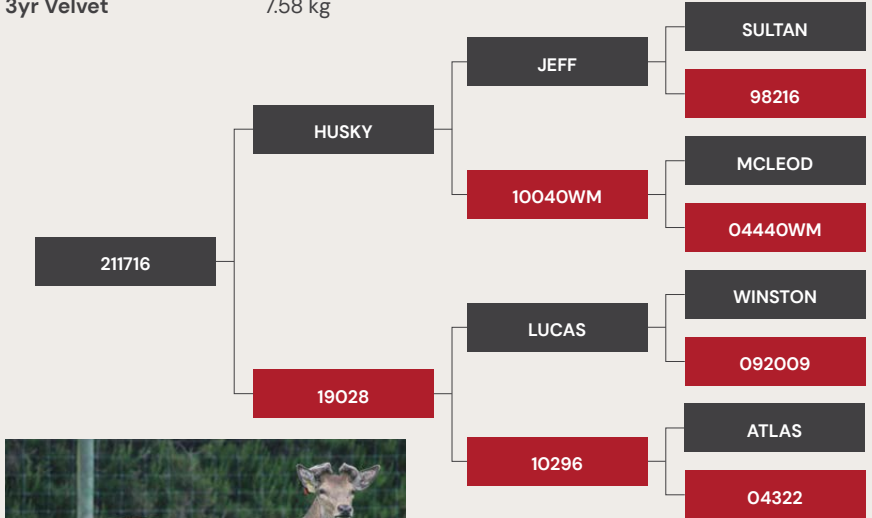 3yr Velvet 7.58 kg
SULTAN
JEFF
98216
HUSKY
MCLEOD
10040WM
04440WM
211716
WINSTON
LUCAS
092009
19028
ATLAS
10296
04322